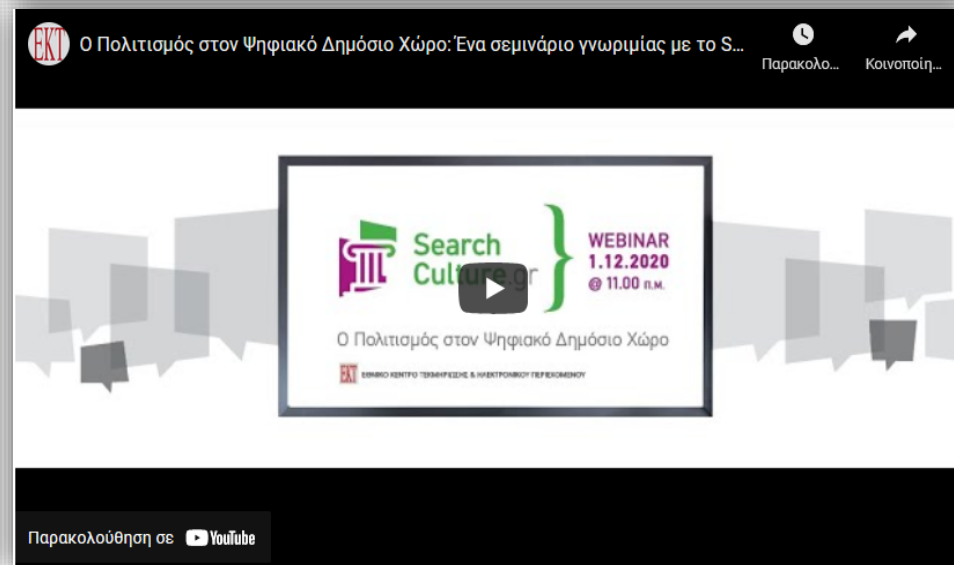 ΕΚΤ
Ο Πολιτισμός στον Ψηφιακό Δημόσιο Χώρο: Ένα σεμινάριο γνωριμίας με το S...
Παρακολο...
Κοινοποίη...
Search
Culture.gr
WEBINAR
1.12.2020
@ 11.00 π.μ.
Ο Πολιτισμός στον Ψηφιακό Δημόσιο Χώρο
ΕΚΤ ΕΘΝΙΚΟ ΚΕΝΤΡΟ ΤΕΚΜΗΡΙΩΣΗΣ & ΗΛΕΚΤΡΟΝΙΚΟΥ ΠΕΡΙΕΧΟΜΕΝΟΥ
Παρακολούθηση σε YouTube